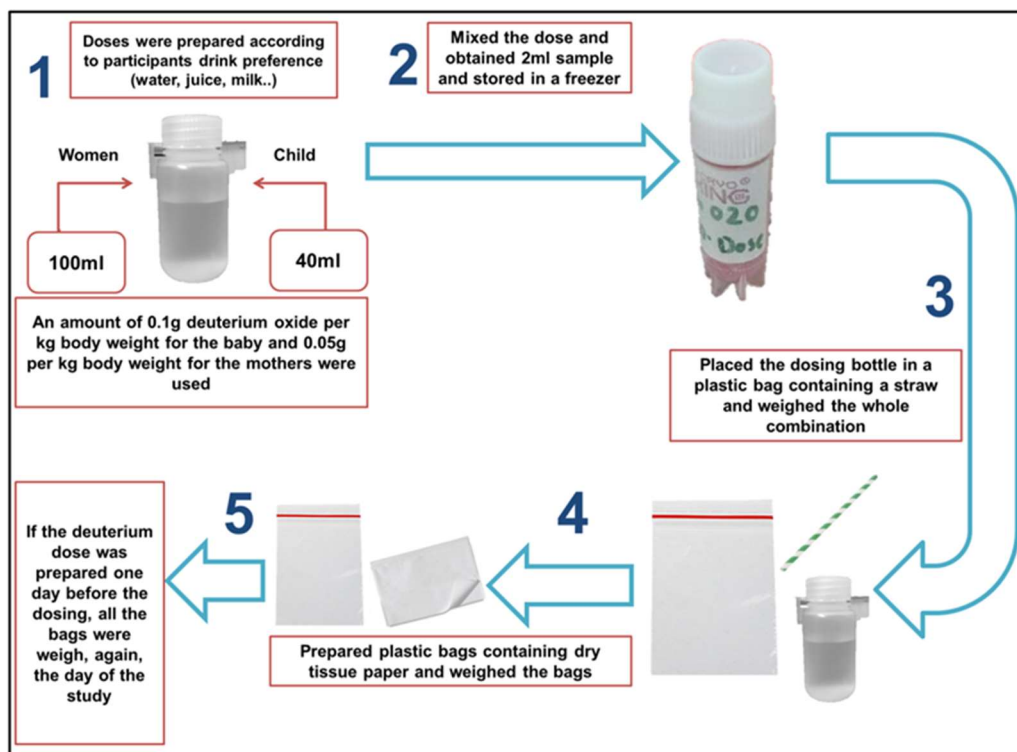 1
Doses were prepared according
to participants drink preference
(water, juice, milk..)
Women
Child
100ml
40ml
An amount of 0.1g deuterium oxide per
kg body weight for the baby and 0.05g
per kg body weight for the mothers were
used
2
Mixed the dose and
obtained 2ml sample
and stored in a freezer
020
Dose
3
Placed the dosing bottle in a
plastic bag containing a straw
and weighed the whole
combination
4
Prepared plastic bags containing dry
tissue paper and weighed the bags
5
If the deuterium
dose was
prepared one
day before the
dosing, all the
bags were
weigh, again,
the day of the
study